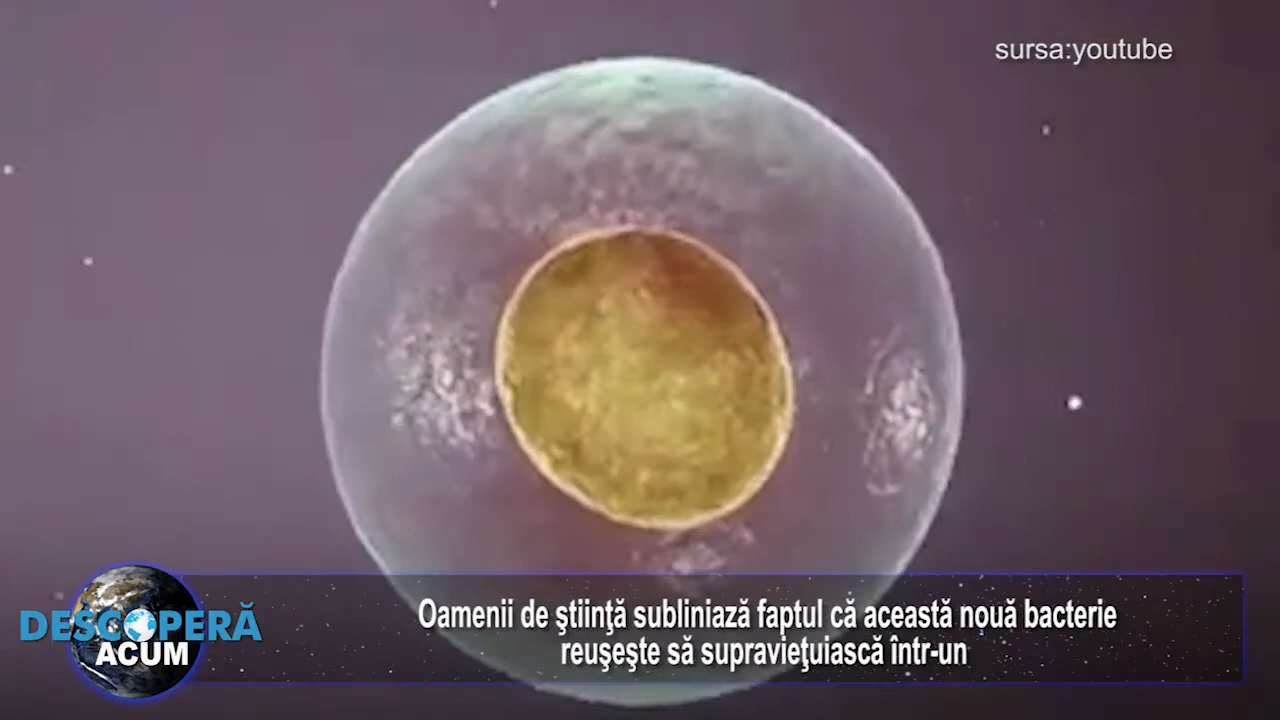 sursa:youtube
Oamenii de ştiinţă subliniază faptul că această nouă bacterie
reuşeşte să supravieţuiască într-un
DESCOPERĂ
ACUM